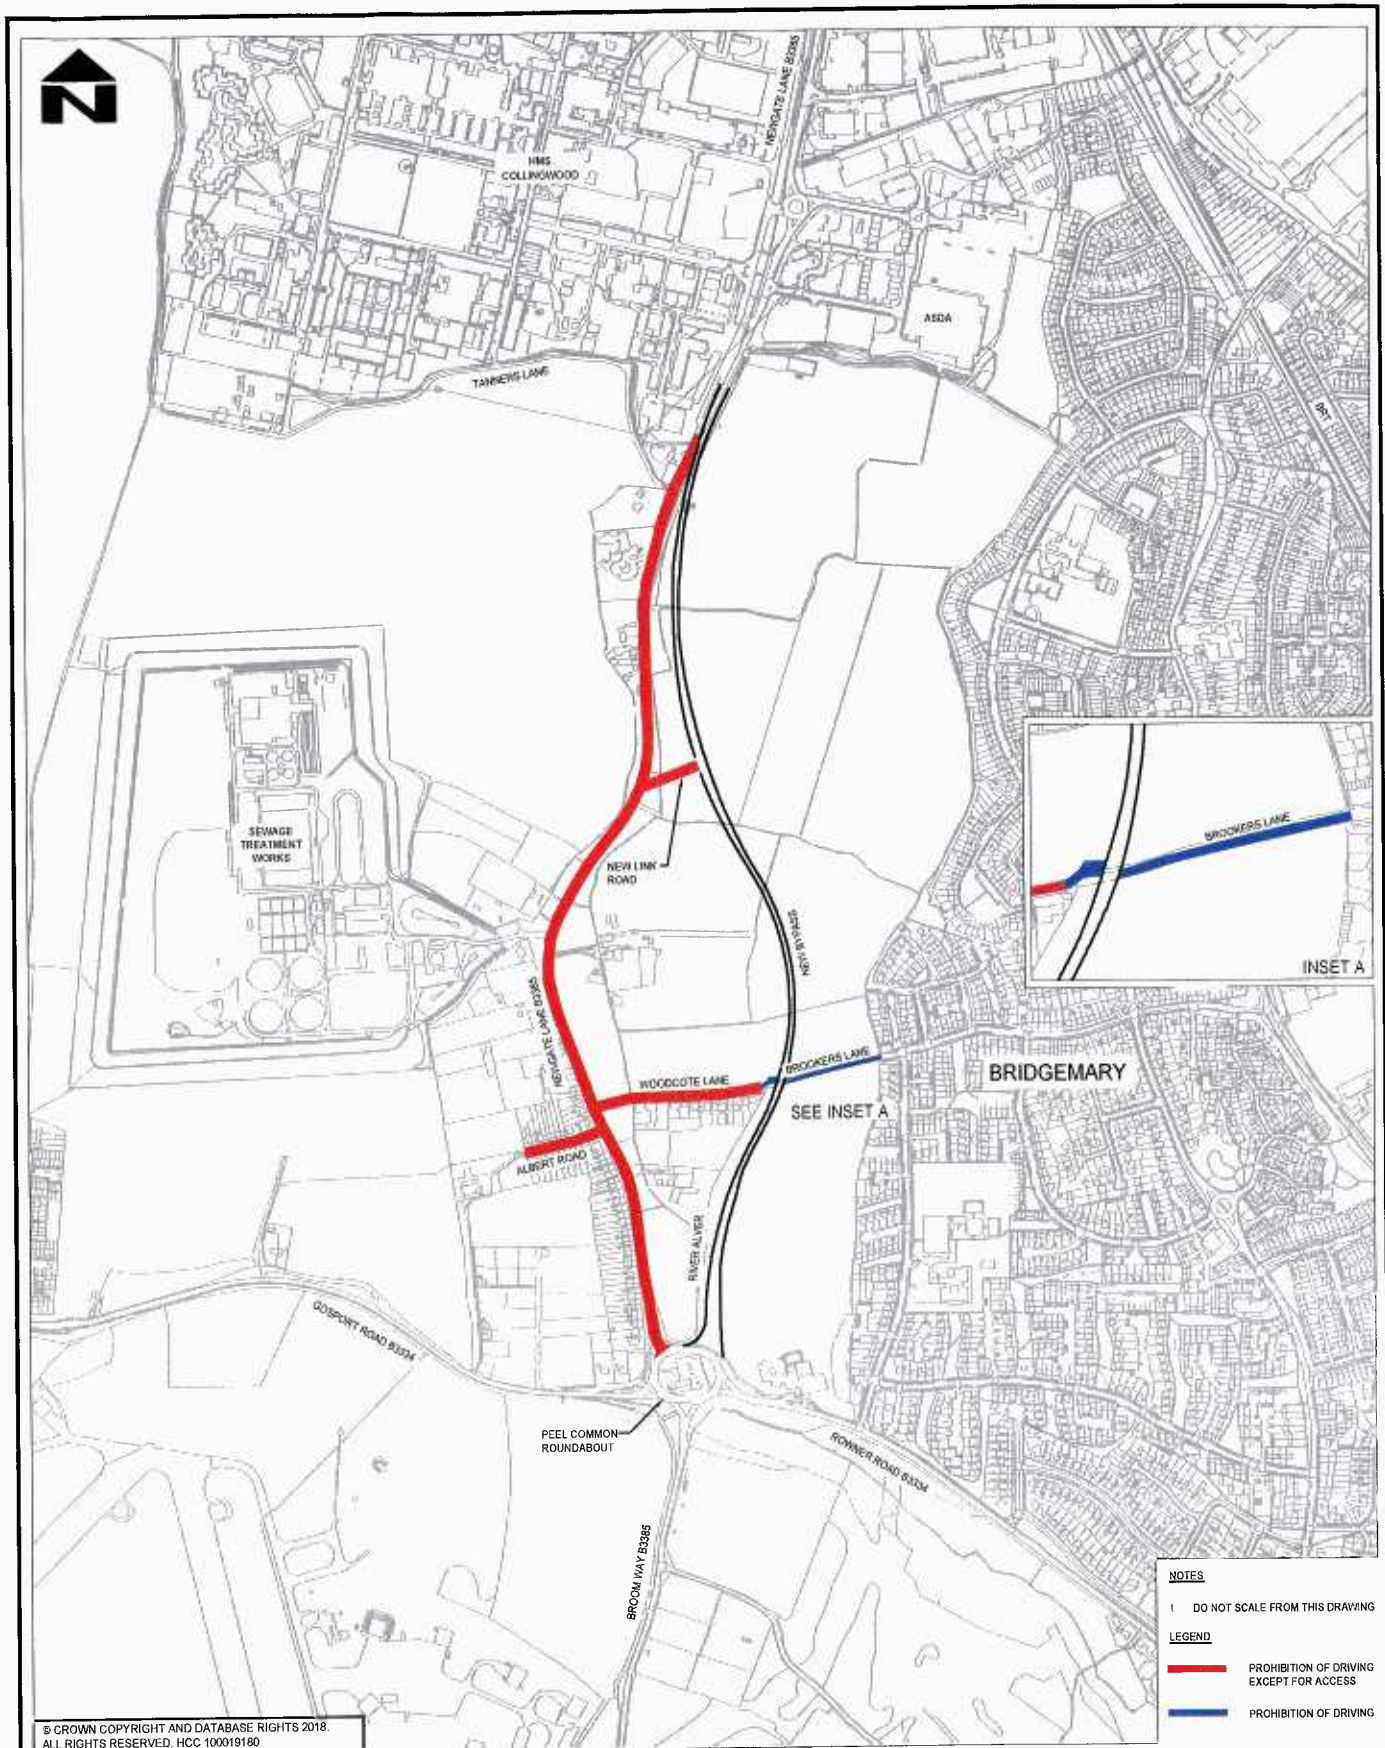 N
NEWGATE LANE B3385
HMS
COLLINGWOOD
ASDA
TANNERS LANE
BRT
SEWAGE
TREATMENT
WORKS
NEW LINK
ROAD
BROOKERS LANE
INSET A
NEW BYPASS
NEWGATE LANE B3385
BROOKERS LANE
WOODCOTE LANE
BRIDGEMARY
SEE INSET A
ALBERT ROAD
RIVER ALVER
GOSPORT ROAD B3334
PEEL COMMON
ROUNDABOUT
ROWNER ROAD B3334
BROOM WAY B3385
NOTES
1 DO NOT SCALE FROM THIS DRAWING
LEGEND
PROHIBITION OF DRIVING
EXCEPT FOR ACCESS
PROHIBITION OF DRIVING
© CROWN COPYRIGHT AND DATABASE RIGHTS 2018.
ALL RIGHTS RESERVED. HCC 100019180